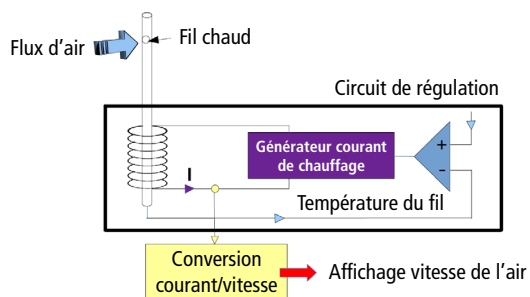 Flux d’air
Fil chaud
Circuit de régulation
I
Générateur courant
de chauffage
+
-
Température du fil
Conversion
courant/vitesse
Affichage vitesse de l’air